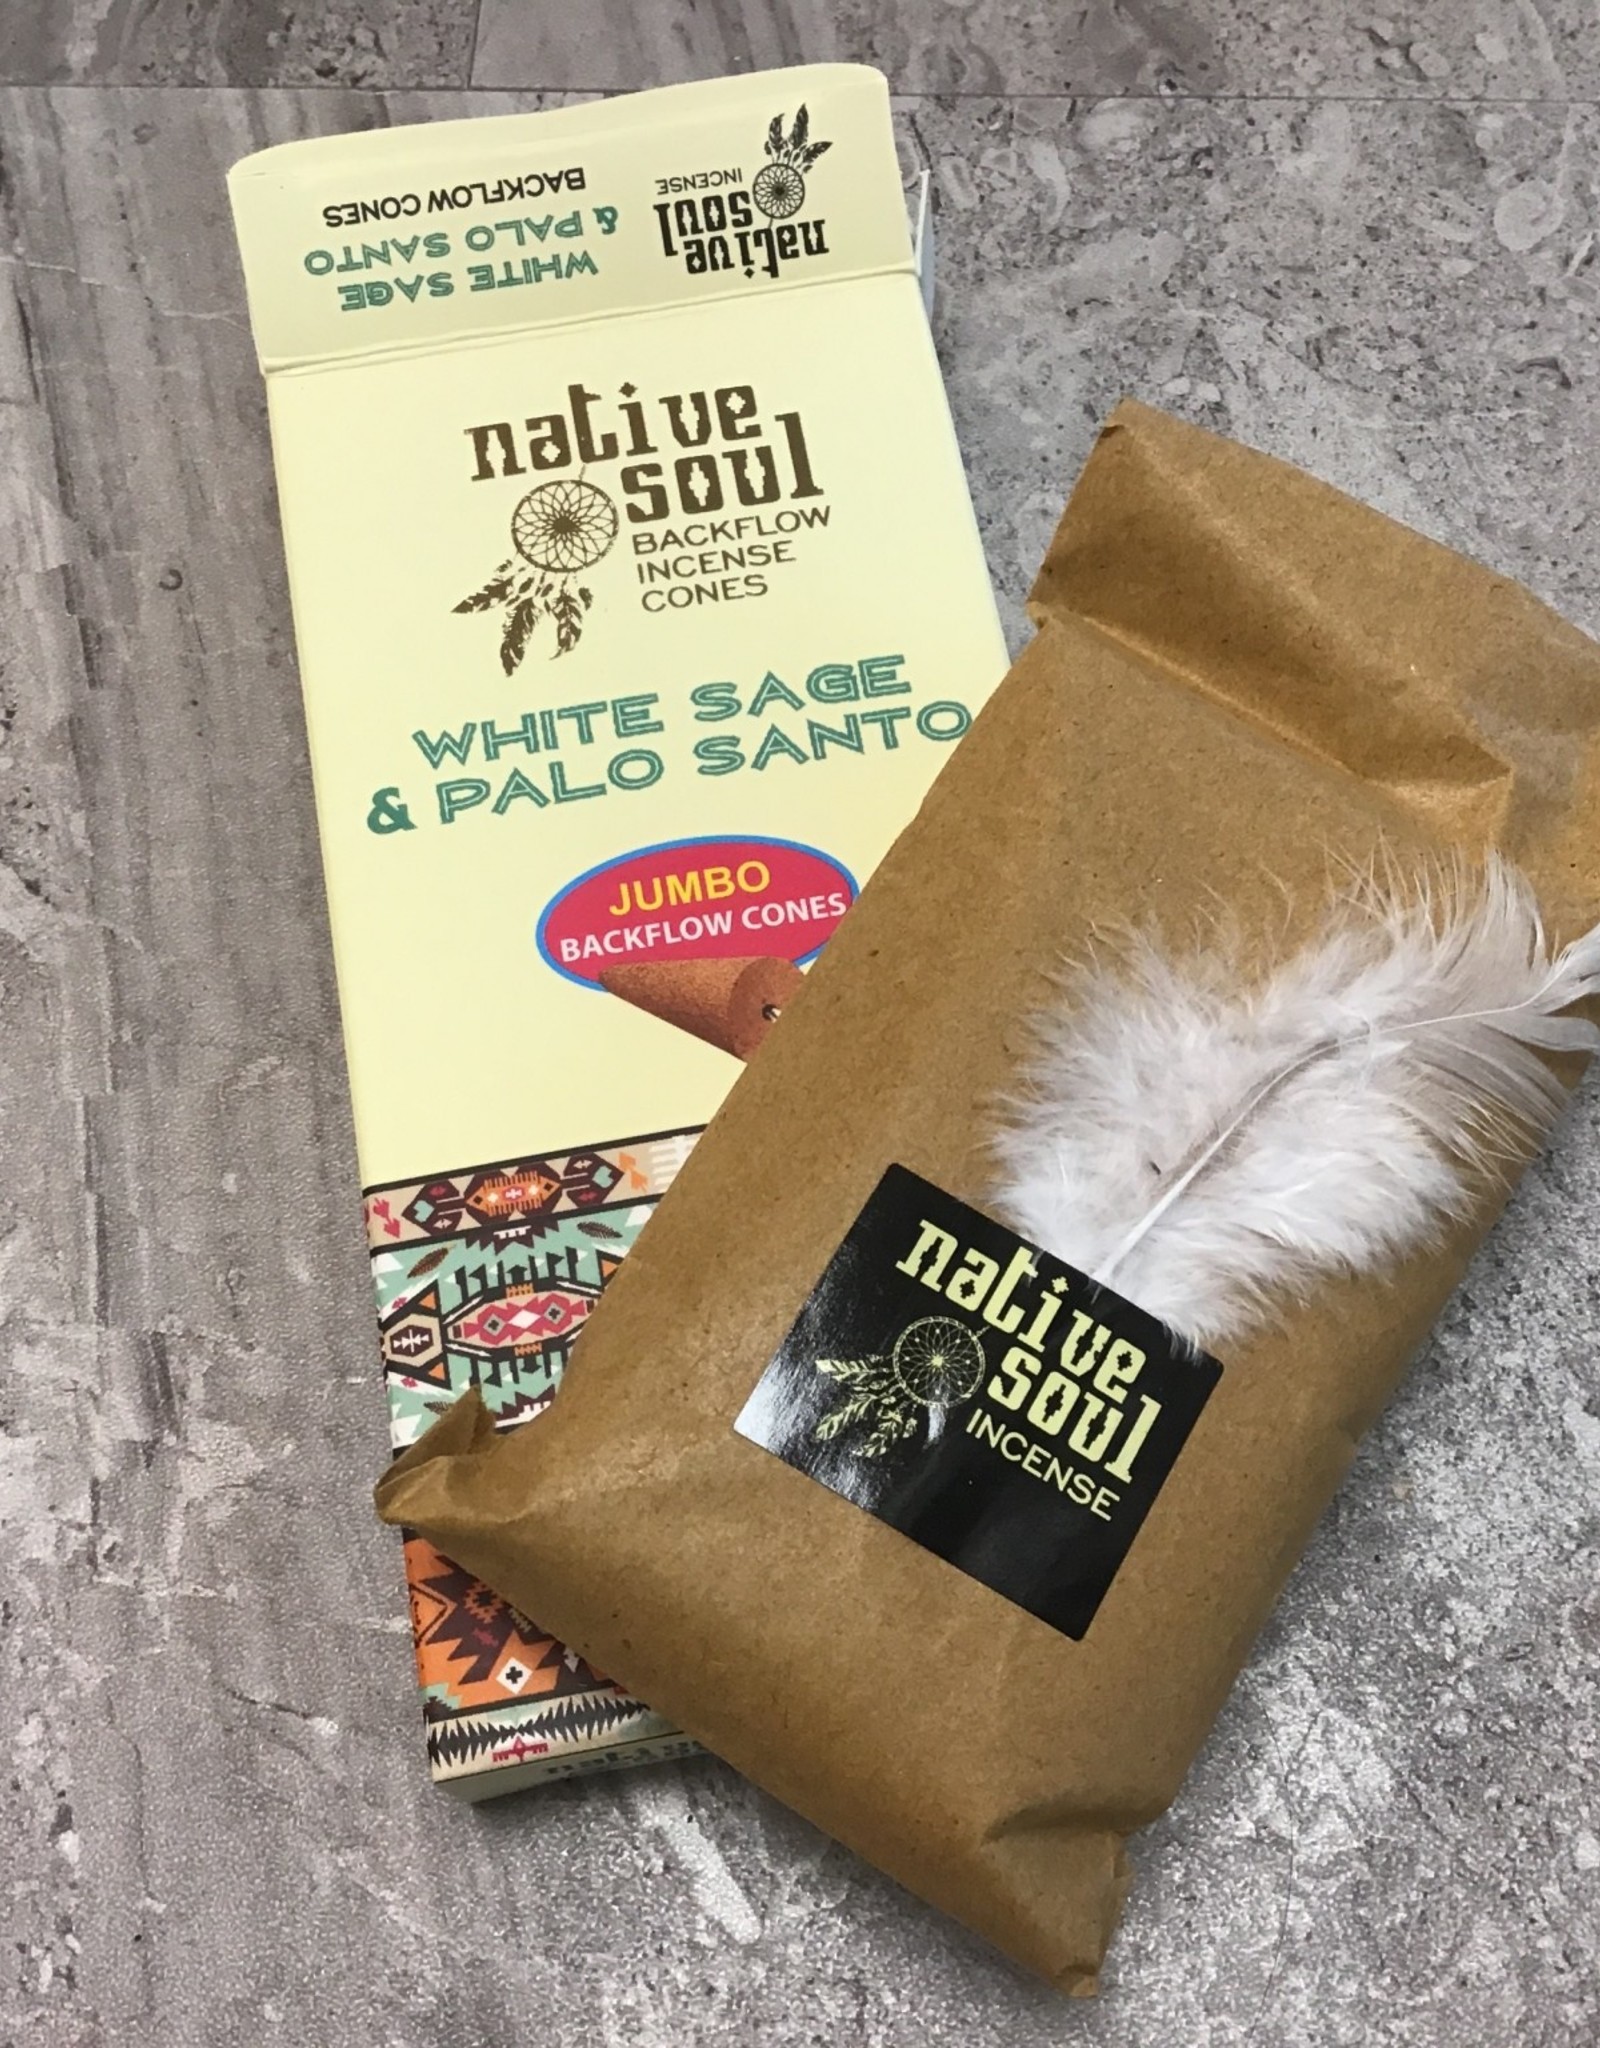 WHITE SAGE
& PALO SANTO
BACKFLOW CONES
native
soul
INCENSE
native
soul
BACKFLOW
INCENSE
CONES
WHITE SAGE
& PALO SANTO
JUMBO
BACKFLOW CONES
native
soul
INCENSE